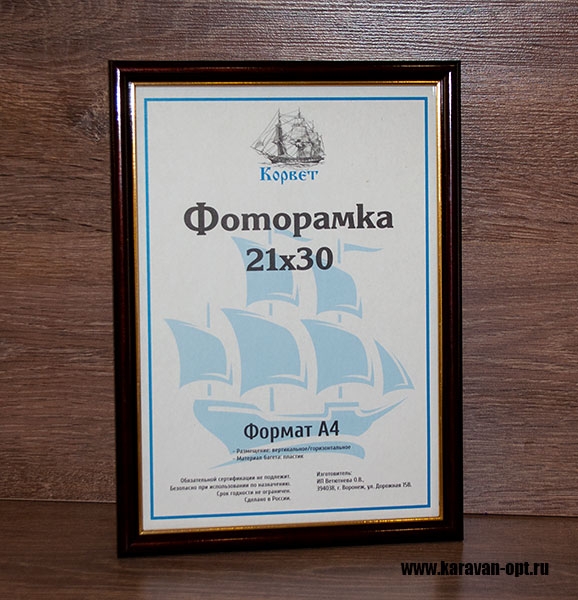 Корвет
Фоторамка
21х30
Формат А4
- Размещение: вертикальное/горизонтальное
- Материал багета: пластик
Обязательной сертификации не подлежит.
Безопасно при использовании по назначению.
Срок годности не ограничен.
Сделано в России.
Изготовитель:
ИП Ветютнева О.В.,
394038, г. Воронеж, ул. Дорожная 15В.
www.karavan-opt.ru